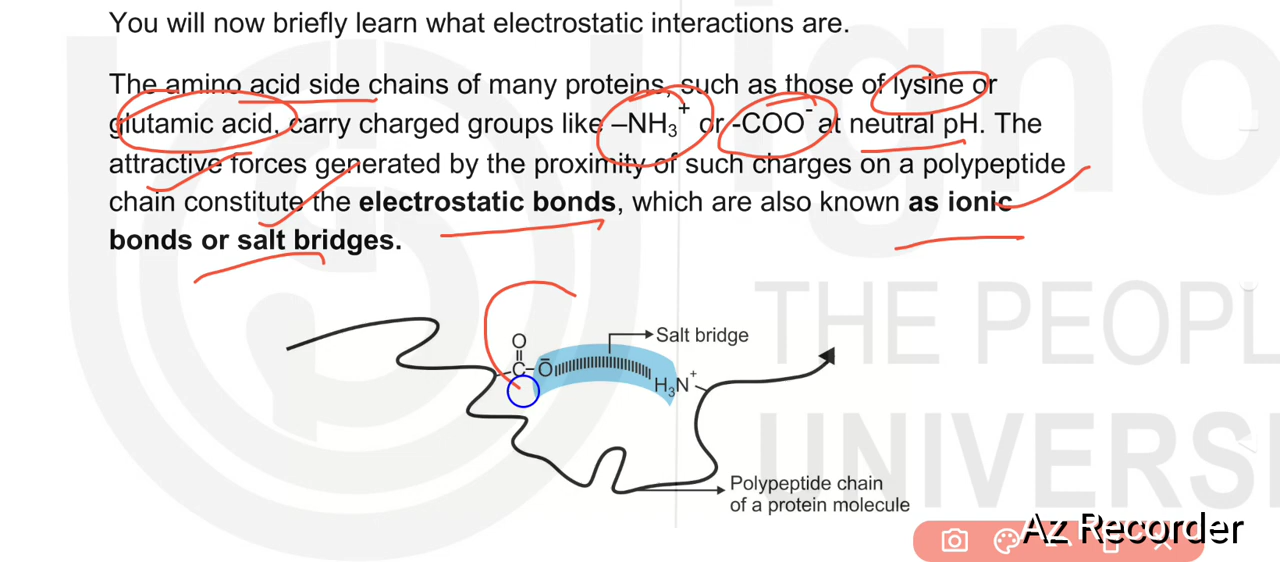 You will now briefly learn what electrostatic interactions are.
The amino acid side chains of many proteins, such as those of lysine or
glutamic acid, carry charged groups like –NH₃⁺ or -COO⁻ at neutral pH. The
attractive forces generated by the proximity of such charges on a polypeptide
chain constitute the electrostatic bonds, which are also known as ionic
bonds or salt bridges.
O
Salt bridge
C–Ō
H₃N⁺
Polypeptide chain
of a protein molecule
ignou
THE PEOPL
UNIVERSI
Az Recorder